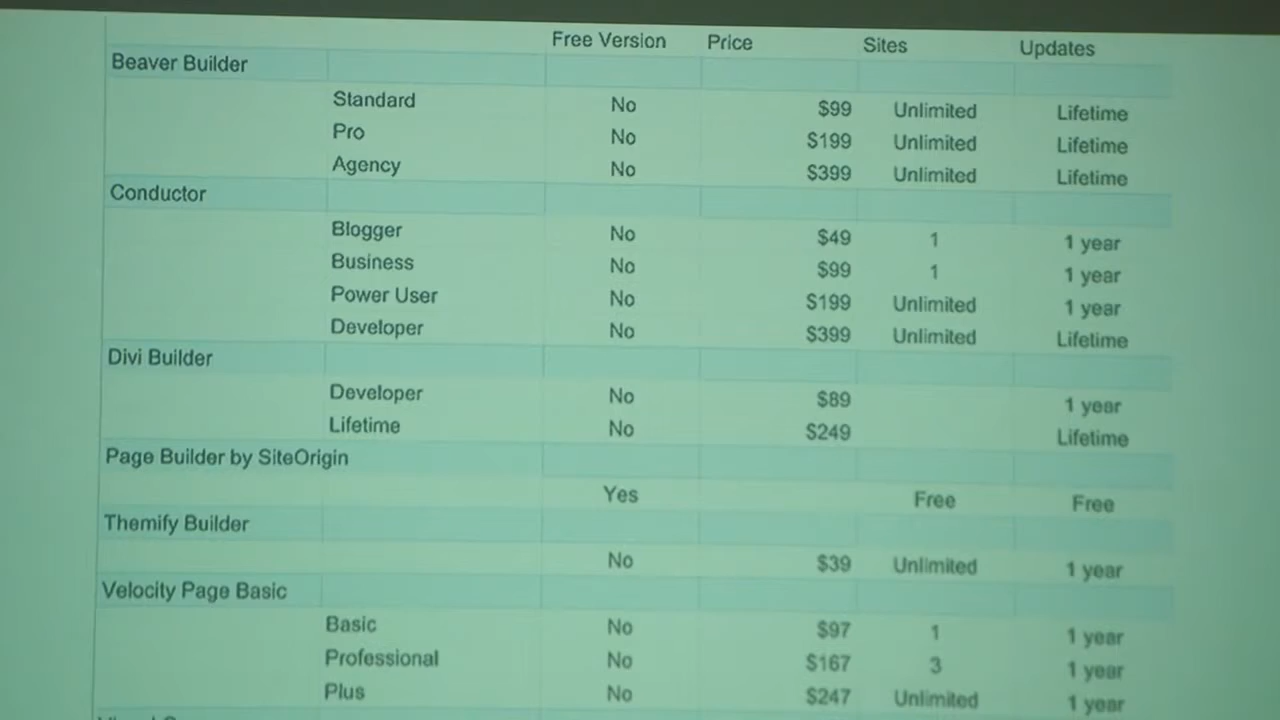 Free Version Price Sites Updates
Beaver Builder
Standard No $99 Unlimited Lifetime
Pro No $199 Unlimited Lifetime
Agency No $399 Unlimited Lifetime
Conductor
Blogger No $49 1 1 year
Business No $99 1 1 year
Power User No $199 Unlimited 1 year
Developer No $399 Unlimited Lifetime
Divi Builder
Developer No $89 1 year
Lifetime No $249 Lifetime
Page Builder by SiteOrigin
Yes Free Free
Themify Builder
No $39 Unlimited 1 year
Velocity Page Basic
Basic No $97 1 1 year
Professional No $167 3 1 year
Plus No $247 Unlimited 1 year